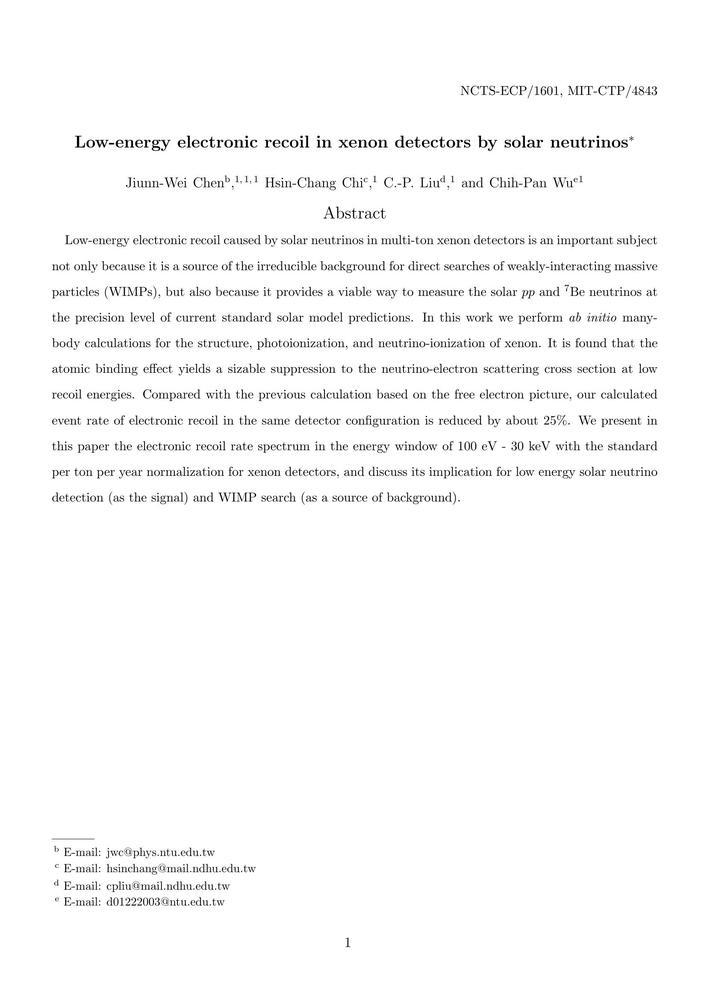 NCTS-ECP/1601, MIT-CTP/4843
Low-energy electronic recoil in xenon detectors by solar neutrinos*
Jiunn-Wei Chenᵇ,¹,¹,¹ Hsin-Chang Chiᶜ,¹ C.-P. Liuᵈ,¹ and Chih-Pan Wuᵉ¹
Abstract
Low-energy electronic recoil caused by solar neutrinos in multi-ton xenon detectors is an important subject
not only because it is a source of the irreducible background for direct searches of weakly-interacting massive
particles (WIMPs), but also because it provides a viable way to measure the solar pp and ⁷Be neutrinos at
the precision level of current standard solar model predictions. In this work we perform ab initio many-
body calculations for the structure, photoionization, and neutrino-ionization of xenon. It is found that the
atomic binding effect yields a sizable suppression to the neutrino-electron scattering cross section at low
recoil energies. Compared with the previous calculation based on the free electron picture, our calculated
event rate of electronic recoil in the same detector configuration is reduced by about 25%. We present in
this paper the electronic recoil rate spectrum in the energy window of 100 eV - 30 keV with the standard
per ton per year normalization for xenon detectors, and discuss its implication for low energy solar neutrino
detection (as the signal) and WIMP search (as a source of background).
ᵇ E-mail: jwc@phys.ntu.edu.tw
ᶜ E-mail: hsinchang@mail.ndhu.edu.tw
ᵈ E-mail: cpliu@mail.ndhu.edu.tw
ᵉ E-mail: d01222003@ntu.edu.tw
1